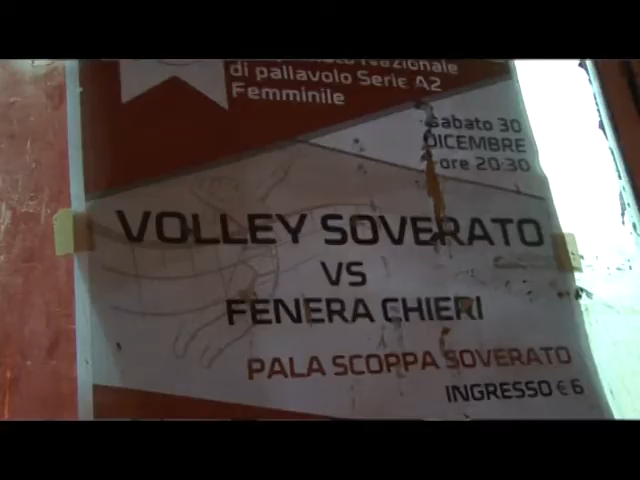 Nazionale
di pallavolo Serie A2
Femminile
sabato 30
DICEMBRE
ore 20:30
VOLLEY SOVERATO
VS
FENERA CHIERI
PALA SCOPPA SOVERATO
INGRESSO € 6